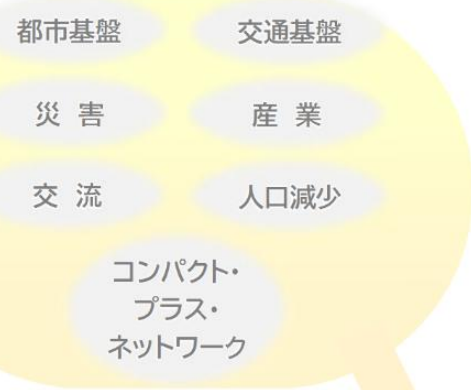 都市基盤
交通基盤
災 害
産 業
交 流
人口減少
コンパクト・
プラス・
ネットワーク